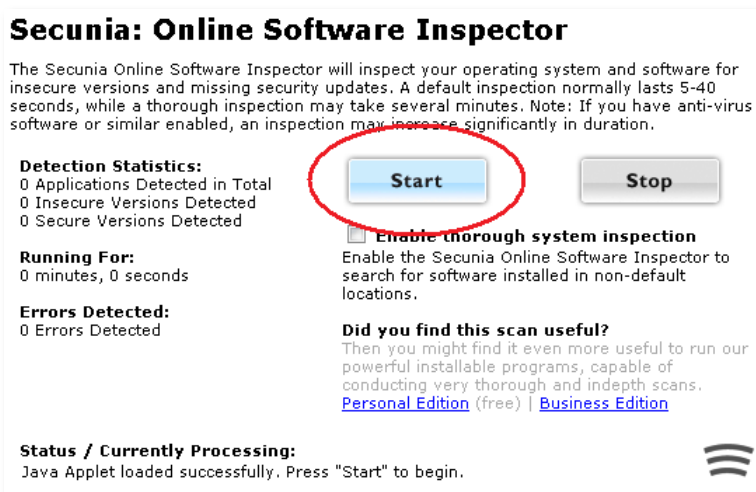 Secunia: Online Software Inspector
The Secunia Online Software Inspector will inspect your operating system and software for
insecure versions and missing security updates. A default inspection normally lasts 5-40
seconds, while a thorough inspection may take several minutes. Note: If you have anti-virus
software or similar enabled, an inspection may increase significantly in duration.
Detection Statistics:
0 Applications Detected in Total
0 Insecure Versions Detected
0 Secure Versions Detected
Running For:
0 minutes, 0 seconds
Errors Detected:
0 Errors Detected
Start
Stop
Enable thorough system inspection
Enable the Secunia Online Software Inspector to
search for software installed in non-default
locations.
Did you find this scan useful?
Then you might find it even more useful to run our
powerful installable programs, capable of
conducting very thorough and indepth scans.
Personal Edition (free) | Business Edition
Status / Currently Processing:
Java Applet loaded successfully. Press "Start" to begin.